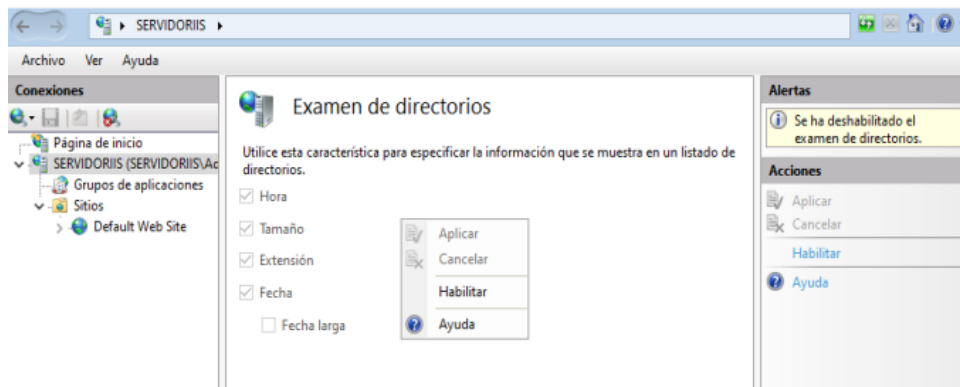 SERVIDORIIS
Archivo Ver Ayuda
Conexiones
Página de inicio
SERVIDORIIS (SERVIDORIIS\Ac
Grupos de aplicaciones
Sitios
Default Web Site
Examen de directorios
Utilice esta característica para especificar la información que se muestra en un listado de
directorios.
Hora
Tamaño
Extensión
Fecha
Fecha larga
Aplicar
Cancelar
Habilitar
Ayuda
Alertas
Se ha deshabilitado el
examen de directorios.
Acciones
Aplicar
Cancelar
Habilitar
Ayuda